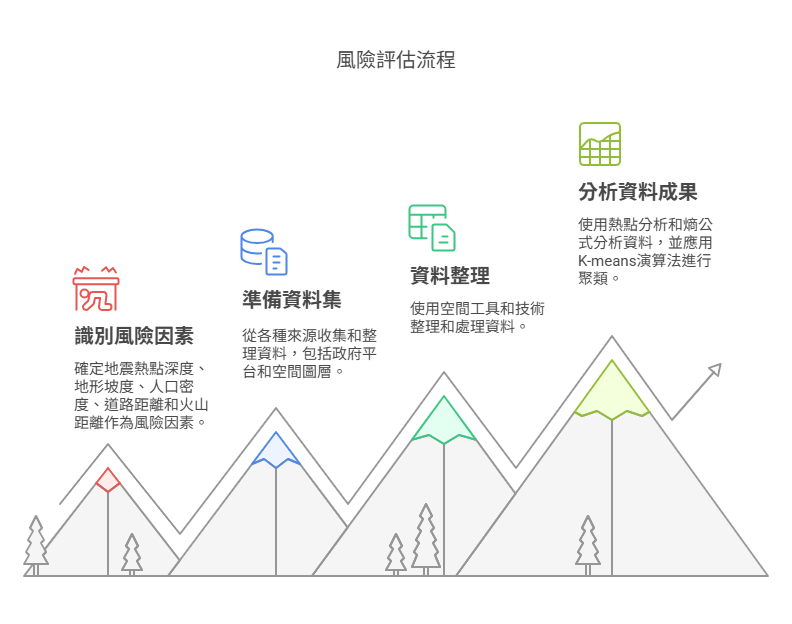 風險評估流程
識別風險因素
確定地震熱點深度、
地形坡度、人口密
度、道路距離和火山
距離作為風險因素。
準備資料集
從各種來源收集和整
理資料，包括政府平
台和空間圖層。
資料整理
使用空間工具和技術
整理和處理資料。
分析資料成果
使用熱點分析和熵公
式分析資料，並應用
K-means演算法進行
聚類。